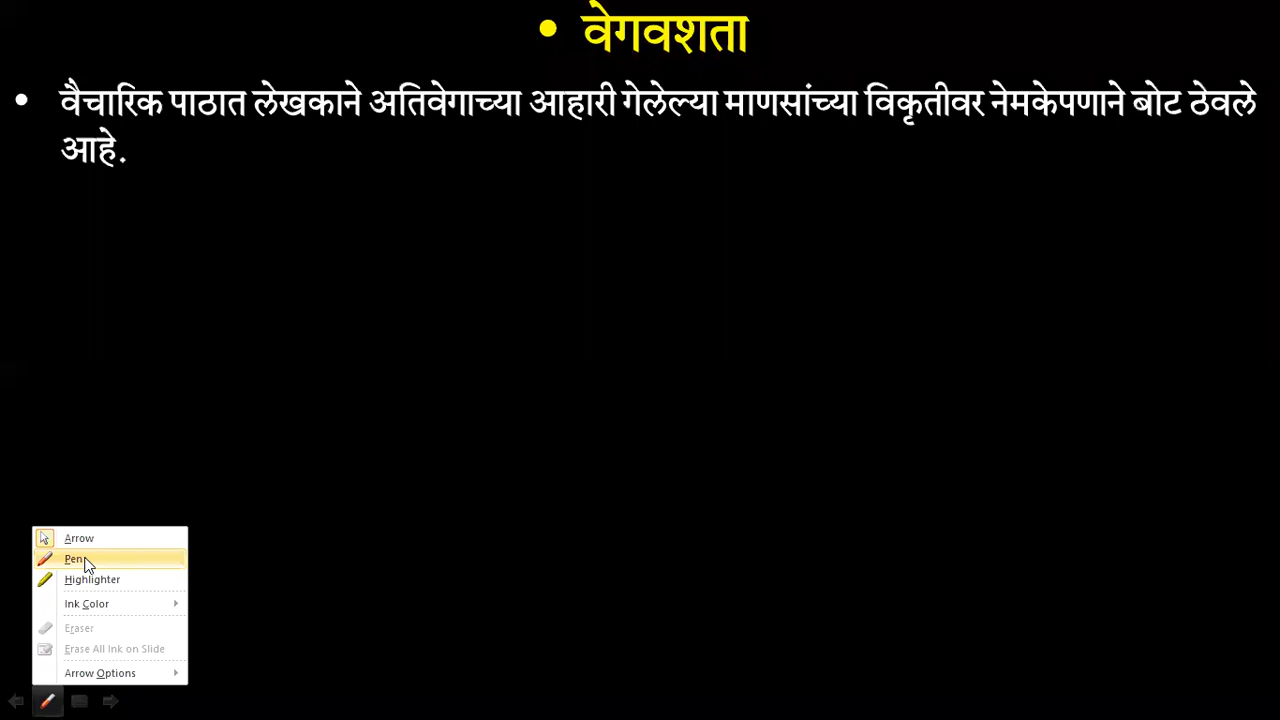 • वेगवशता
• वैचारिक पाठात लेखकाने अतिवेगाच्या आहारी गेलेल्या माणसांच्या विकृतीवर नेमकेपणाने बोट ठेवले
आहे.
Arrow
Pen
Highlighter
Ink Color
Eraser
Erase All Ink on Slide
Arrow Options